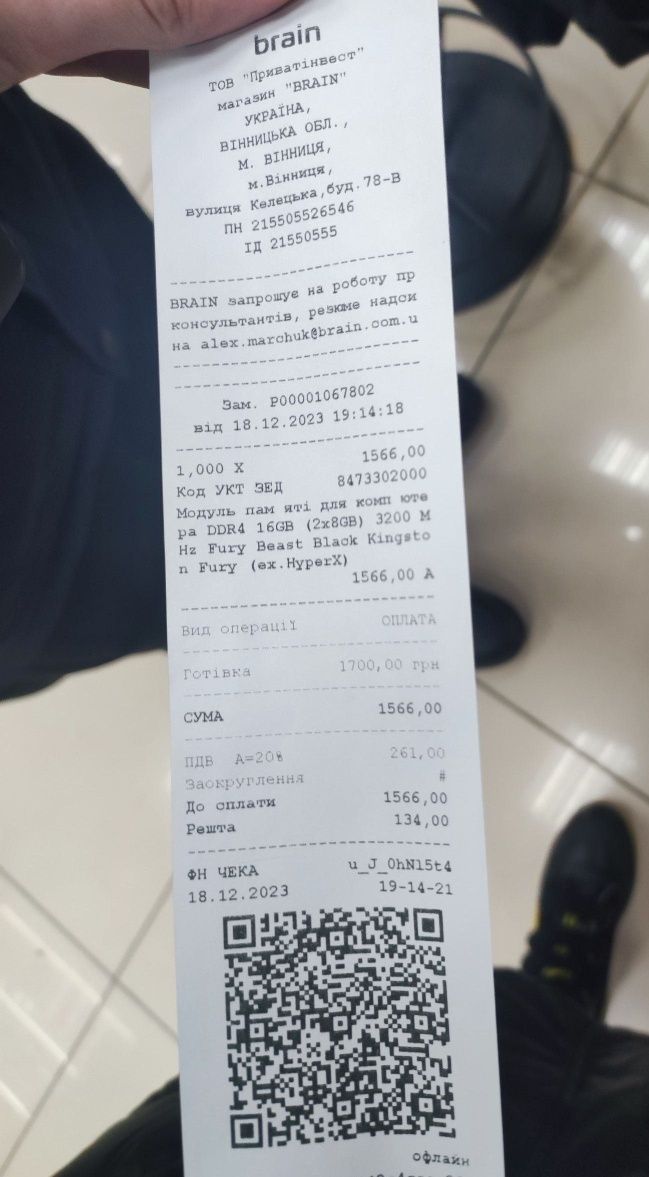 brain
ТОВ "Приватінвест"
магазин "BRAIN"
УКРАЇНА,
ВІННИЦЬКА ОБЛ.,
М. ВІННИЦЯ,
м.Вінниця,
вулиця Келецька,буд.78-В
ПН 215505526546
ІД 21550555
BRAIN запрошує на роботу пр
консультантів, резюме надси
на alex.marchuk@brain.com.u
Зам. P00001067802
від 18.12.2023 19:14:18
1,000 X 1566,00
Код УКТ ЗЕД 8473302000
Модуль пам яті для комп юте
ра DDR4 16GB (2x8GB) 3200 M
Hz Fury Beast Black Kingsto
n Fury (ex.HyperX)
1566,00 А
Вид операції ОПЛАТА
Готівка 1700,00 грн
СУМА 1566,00
ПДВ А=20% 261,00
Заокруглення #
До сплати 1566,00
Решта 134,00
ФН ЧЕКА u_J_0hNl5t4
18.12.2023 19-14-21
офлайн